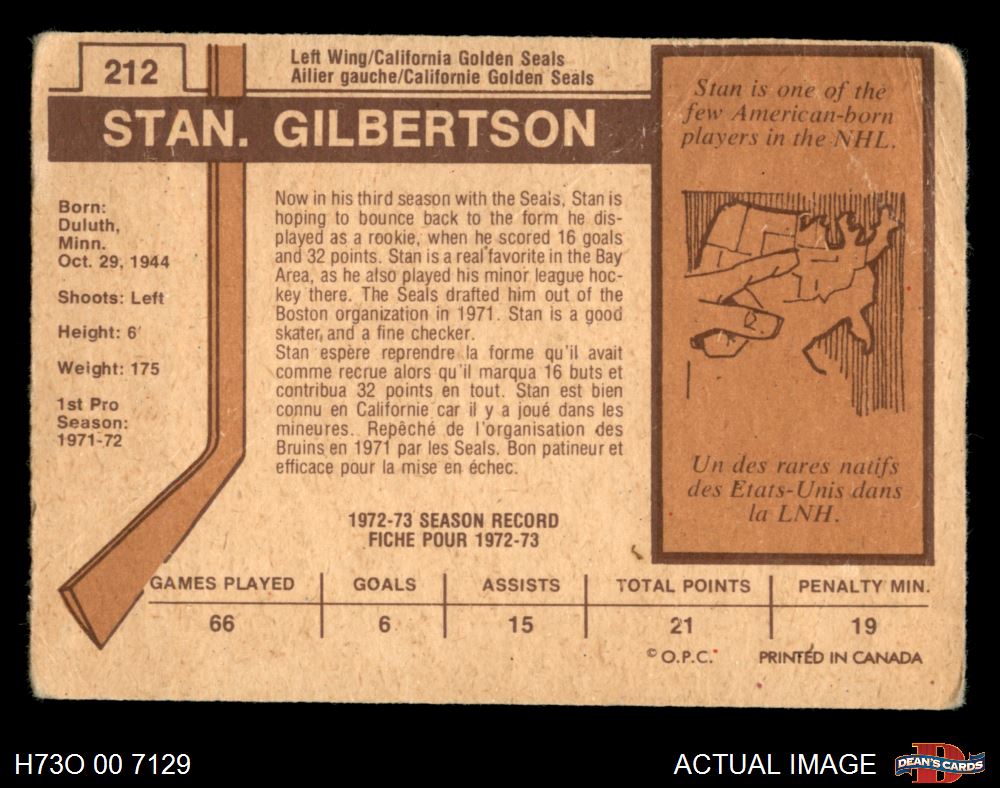 212
Left Wing/California Golden Seals
Ailier gauche/Californie Golden Seals
STAN. GILBERTSON
Born:
Duluth,
Minn.
Oct. 29, 1944
Shoots: Left
Height: 6'
Weight: 175
1st Pro
Season:
1971-72
Now in his third season with the Seals, Stan is
hoping to bounce back to the form he dis-
played as a rookie, when he scored 16 goals
and 32 points. Stan is a real favorite in the Bay
Area, as he also played his minor league hoc-
key there. The Seals drafted him out of the
Boston organization in 1971. Stan is a good
skater, and a fine checker.
Stan espère reprendre la forme qu'il avait
comme recrue alors qu'il marqua 16 buts et
contribua 32 points en tout. Stan est bien
connu en Californie car il y a joué dans les
mineures. Repêché de l'organisation des
Bruins en 1971 par les Seals. Bon patineur et
efficace pour la mise en échec.
Stan is one of the
few American-born
players in the NHL.
Un des rares natifs
des Etats-Unis dans
la LNH.
1972-73 SEASON RECORD
FICHE POUR 1972-73
GAMES PLAYED GOALS ASSISTS TOTAL POINTS PENALTY MIN.
66 6 15 21 19
© O.P.C. PRINTED IN CANADA
H73O 00 7129
ACTUAL IMAGE
DEAN'S CARDS